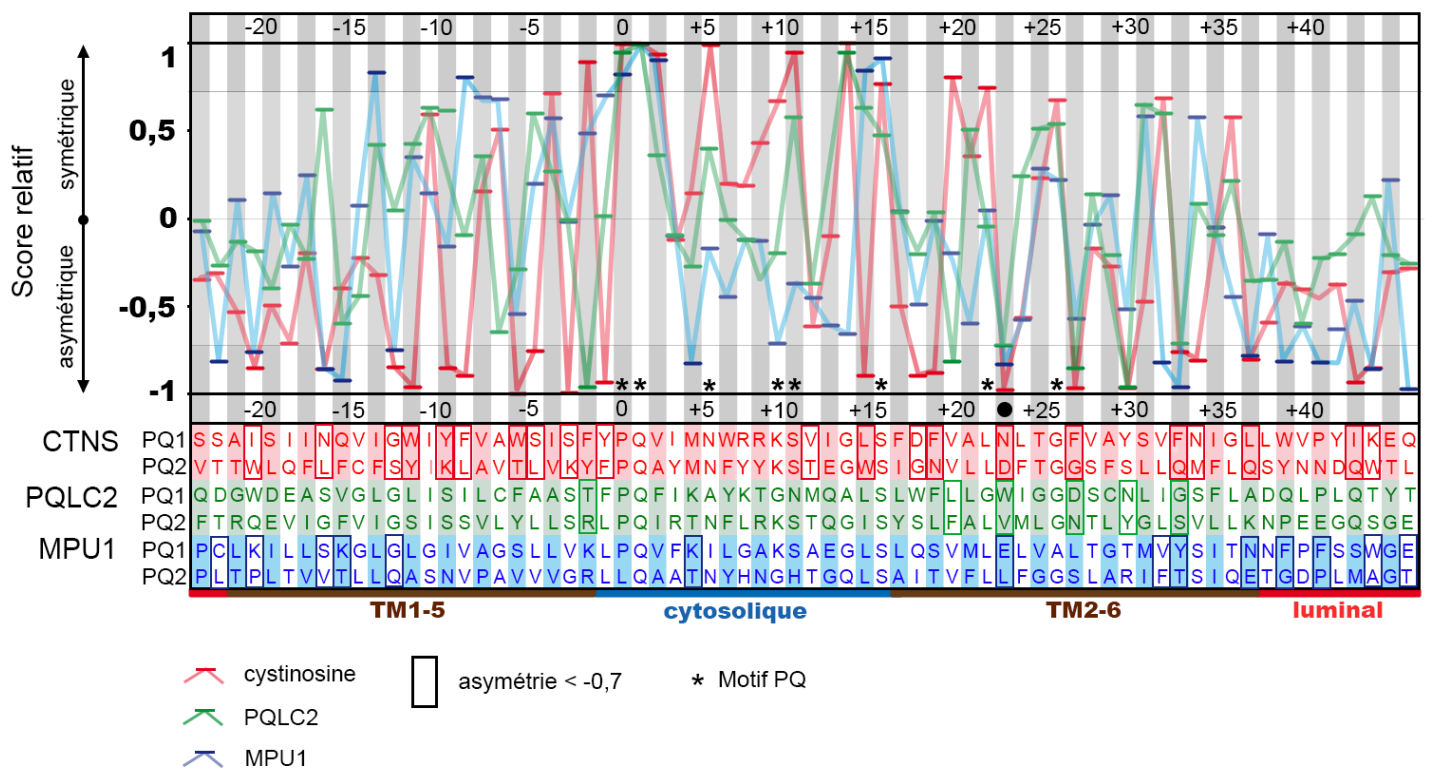 -20 -15 -10 -5 0 +5 +10 +15 +20 +25 +30 +35 +40
1
0,5
0
-0,5
-1
Score relatif
symétrique
asymétrique
* * * * * * * *
-20 -15 -10 -5 0 +5 +10 +15 +20 +25 +30 +35 +40
CTNS PQ1 S S A I S I I N Q V I G W I Y F V A W S I S F Y P Q V I M N W R R K S V I G L S F D F V A L N L T G F V A Y S V F N I G L L W V P Y I K E Q
PQ2 V T T W L Q F L F C F S Y I K L A V T L V K Y F P Q A Y M N F Y Y K S T E G W S I G N V L L D F T G G S F S L L Q M F L Q S Y N N D Q W T L
PQLC2 PQ1 Q D G W D E A S V G L G L I S I L C F A A S T F P Q F I K A Y K T G N M Q A L S L W F L L G W I G G D S C N L I G S F L A D Q L P L Q T Y T
PQ2 F T R Q E V I G F V I G S I S S V L Y L L S R L P Q I R T N F L R K S T Q G I S Y S L F A L V M L G N T L Y G L S V L L K N P E E G Q S G E
MPU1 PQ1 P C L K I L L S K G L G L G I V A G S L L V K L P Q V F K I L G A K S A E G L S L Q S V M L E L V A L T G T M V Y S I T N N F P F S S W G E
PQ2 P L T P L T V V T L L Q A S N V P A V V V G R L L Q A A T N Y H N G H T G Q L S A I T V F L L F G G S L A R I F T S I Q E T G D P L M A G T
TM1-5 cytosolique TM2-6 luminal
cystinosine
PQLC2
MPU1
asymétrie < -0,7
* Motif PQ